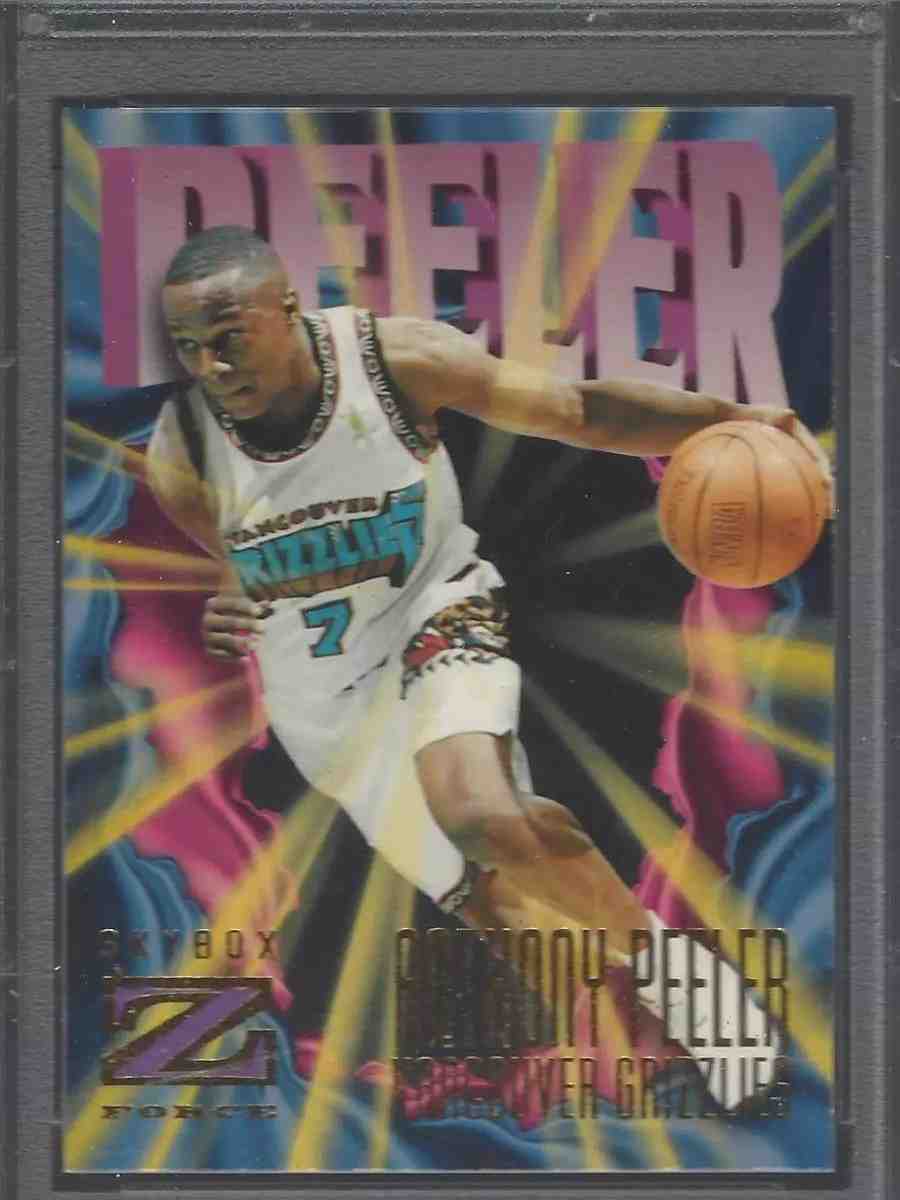 PEELER
VANCOUVER
GRIZZLIES
7
SKYBOX
Z
FORCE
ANTHONY PEELER
VANCOUVER GRIZZLIES